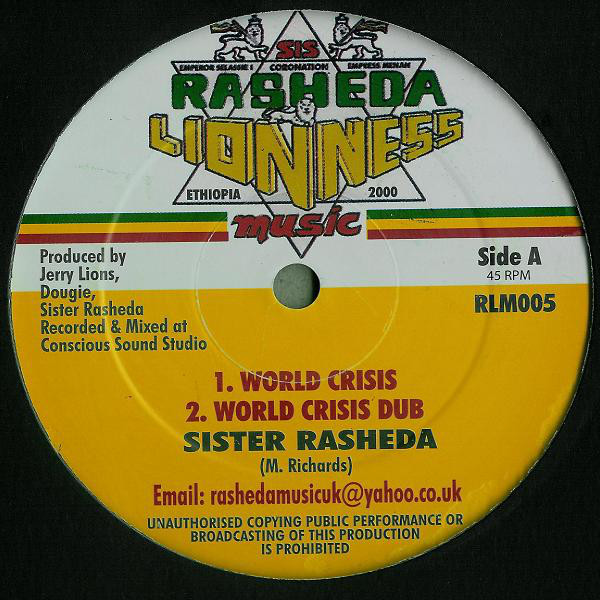 SIS
EMPEROR SELASSIE I CORONATION EMPRESS MENAN
RASHEDA
LIONNESS
ETHIOPIA 2000
music
Produced by
Jerry Lions,
Dougie,
Sister Rasheda
Recorded & Mixed at
Conscious Sound Studio
Side A
45 RPM
RLM005
1. WORLD CRISIS
2. WORLD CRISIS DUB
SISTER RASHEDA
(M. Richards)
Email: rashedamusicuk@yahoo.co.uk
UNAUTHORISED COPYING PUBLIC PERFORMANCE OR
BROADCASTING OF THIS PRODUCTION
IS PROHIBITED